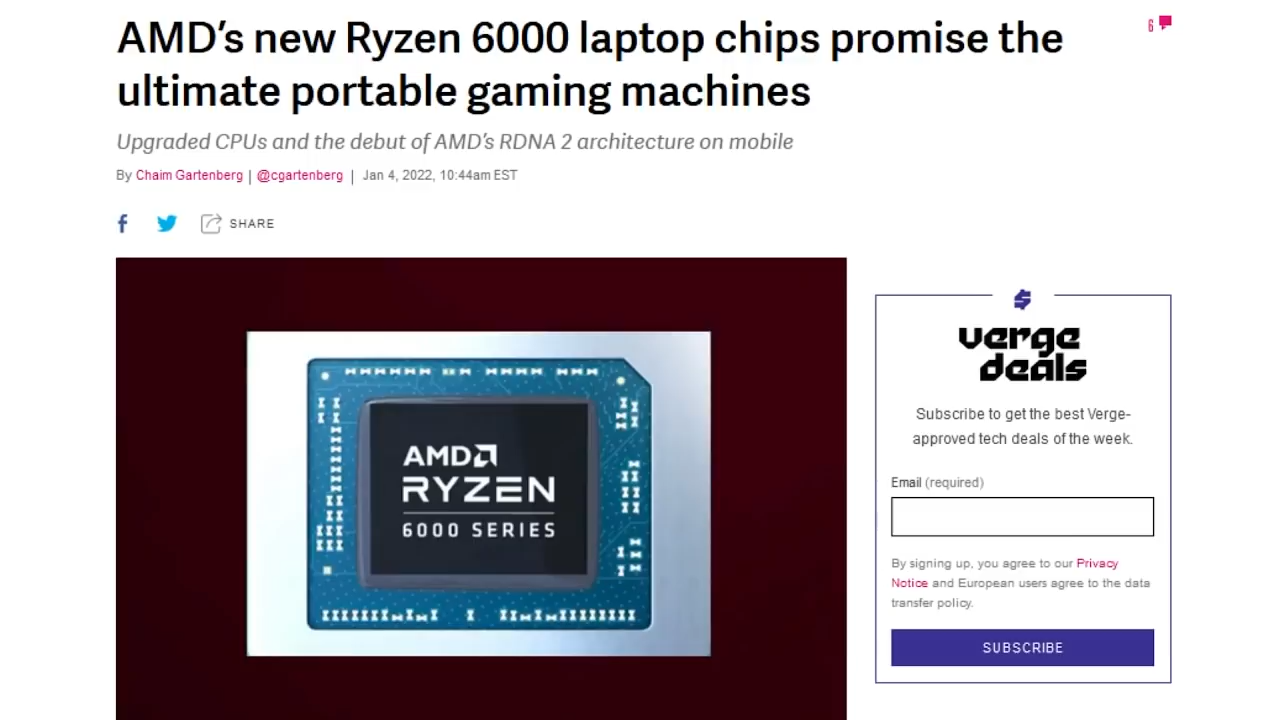 AMD’s new Ryzen 6000 laptop chips promise the
ultimate portable gaming machines
6
Upgraded CPUs and the debut of AMD’s RDNA 2 architecture on mobile
By Chaim Gartenberg | @cgartenberg | Jan 4, 2022, 10:44am EST
SHARE
AMD
RYZEN
6000 SERIES
verge
deals
Subscribe to get the best Verge-
approved tech deals of the week.
Email (required)
By signing up, you agree to our Privacy
Notice and European users agree to the data
transfer policy.
SUBSCRIBE